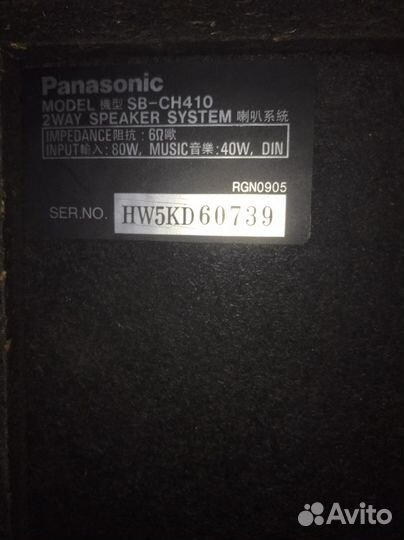 Panasonic
MODEL 機型 SB-CH410
2WAY SPEAKER SYSTEM 喇叭系統
IMPEDANCE阻抗：6Ω歐
INPUT輸入：80W, MUSIC音樂：40W, DIN
RGN0905
SER.NO. HW5KD60739
Avito